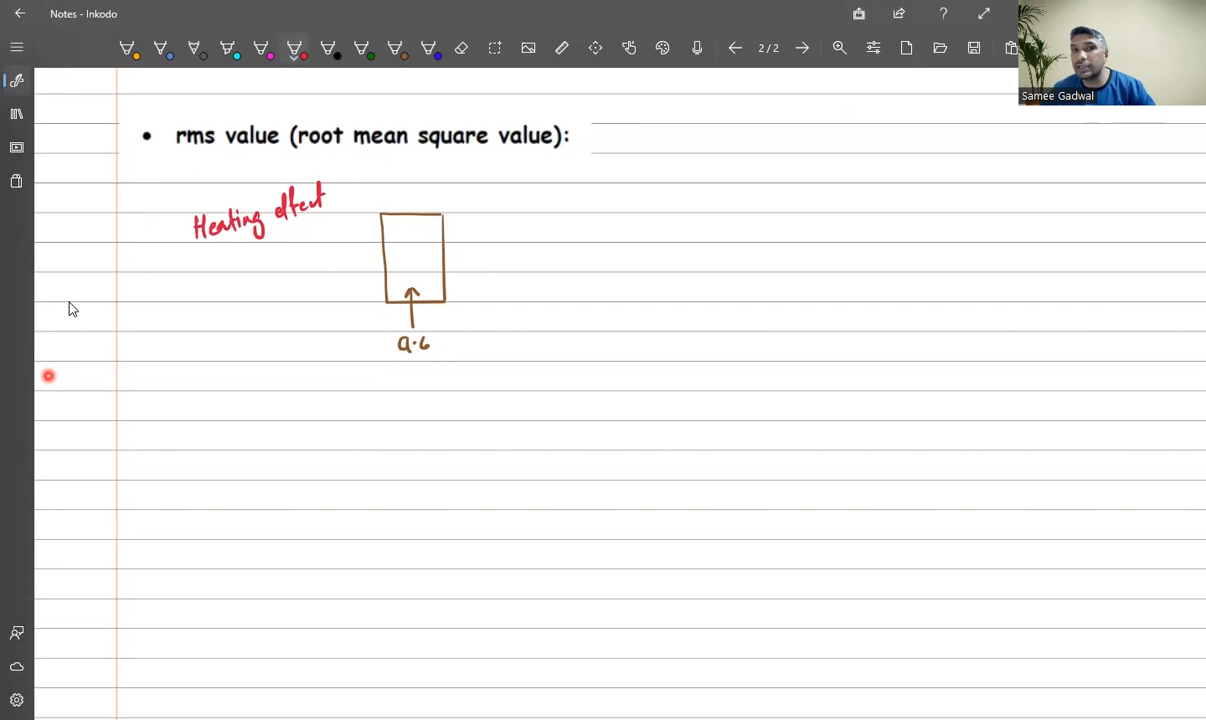 Notes - Inkodo
2/2
Samee Gadwal
• rms value (root mean square value):
Heating effect
a.c